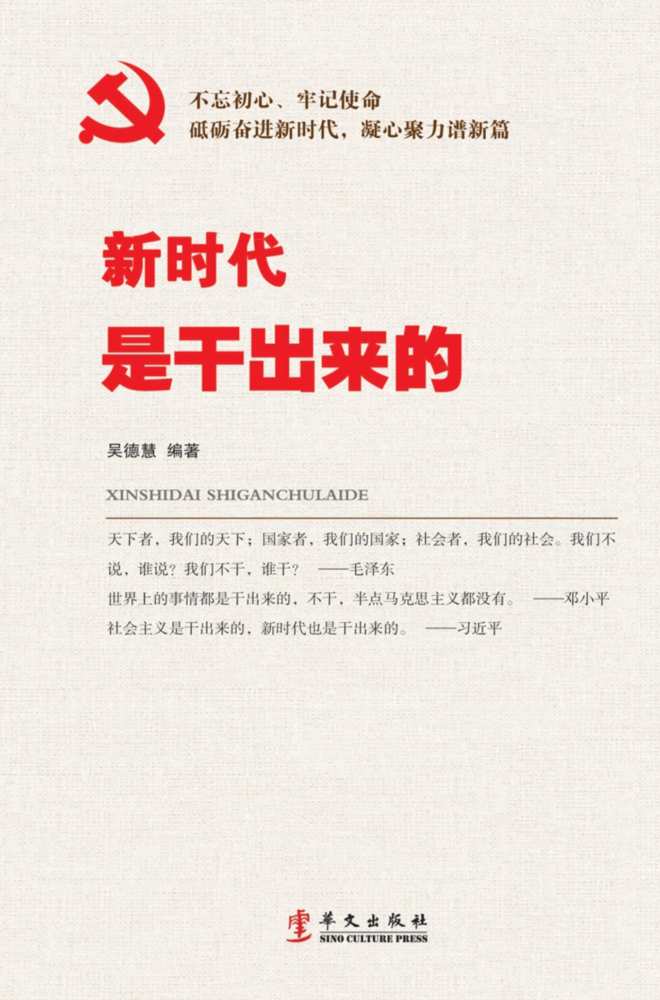 不忘初心、牢记使命
砥砺奋进新时代，凝心聚力谱新篇
新时代
是干出来的
吴德慧 编著
XINSHIDAI SHIGANCHULAIDE
天下者，我们的天下；国家者，我们的国家；社会者，我们的社会。我们不
说，谁说？我们不干，谁干？ ——毛泽东
世界上的事情都是干出来的，不干，半点马克思主义都没有。 ——邓小平
社会主义是干出来的，新时代也是干出来的。 ——习近平
華文出版社
SINO CULTURE PRESS